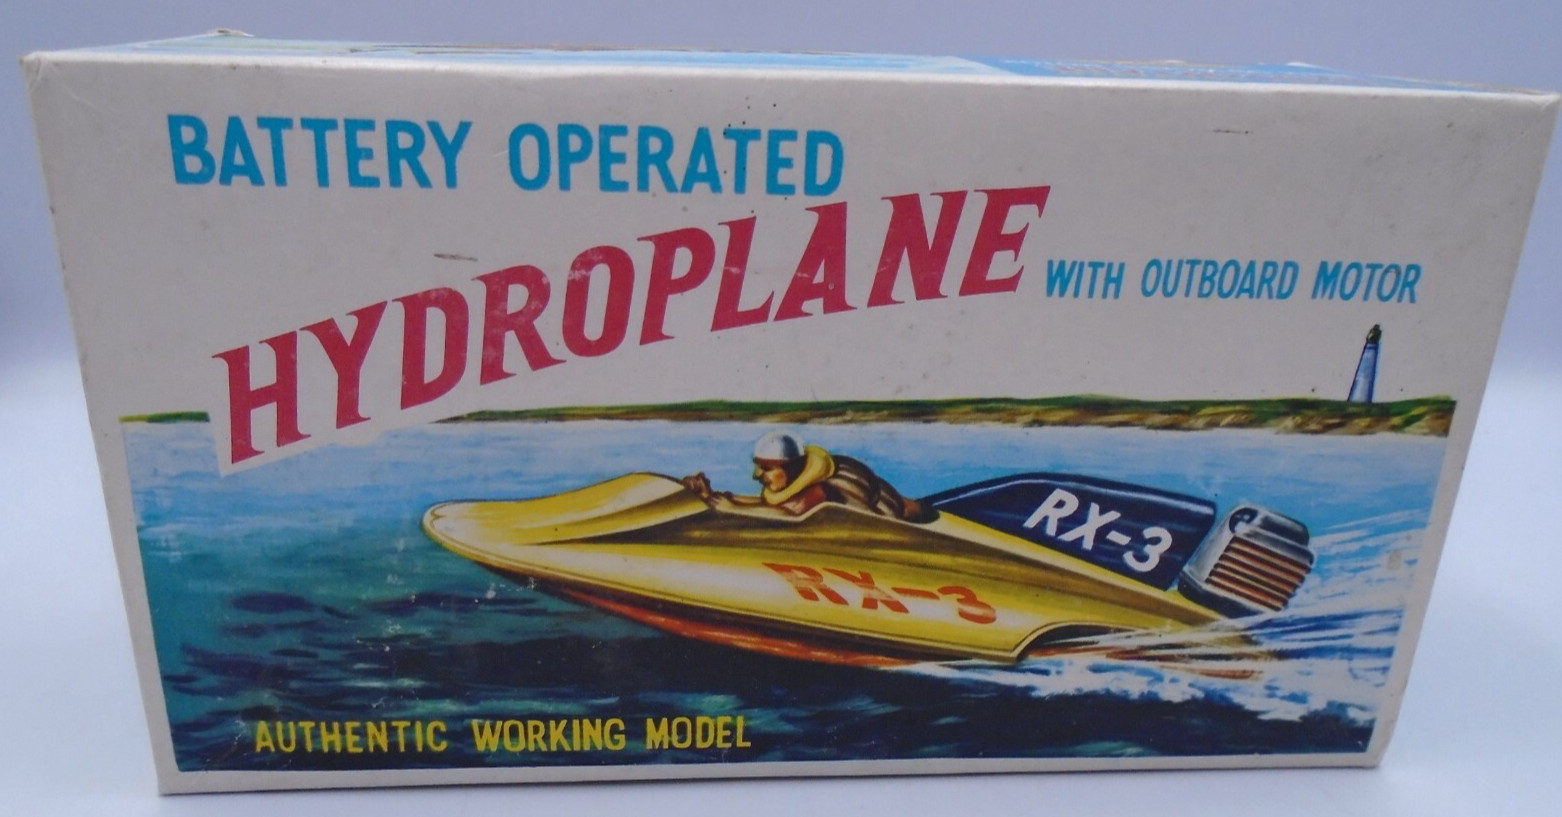 BATTERY OPERATED
HYDROPLANE
WITH OUTBOARD MOTOR
RX-3
RX-3
AUTHENTIC WORKING MODEL